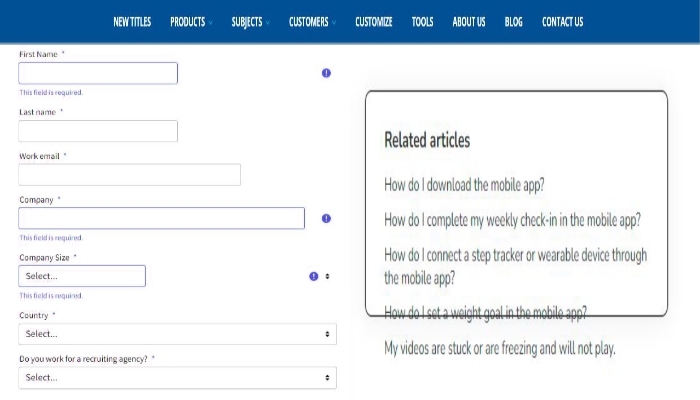 NEW TITLES PRODUCTS SUBJECTS CUSTOMERS CUSTOMIZE TOOLS ABOUT US BLOG CONTACT US
First Name *
This field is required.
Last name *
Work email *
Company *
This field is required.
Company Size *
Select...
This field is required.
Country *
Select...
Do you work for a recruiting agency? *
Select...
Related articles
How do I download the mobile app?
How do I complete my weekly check-in in the mobile app?
How do I connect a step tracker or wearable device through
the mobile app?
How do I set a weight goal in the mobile app?
My videos are stuck or are freezing and will not play.